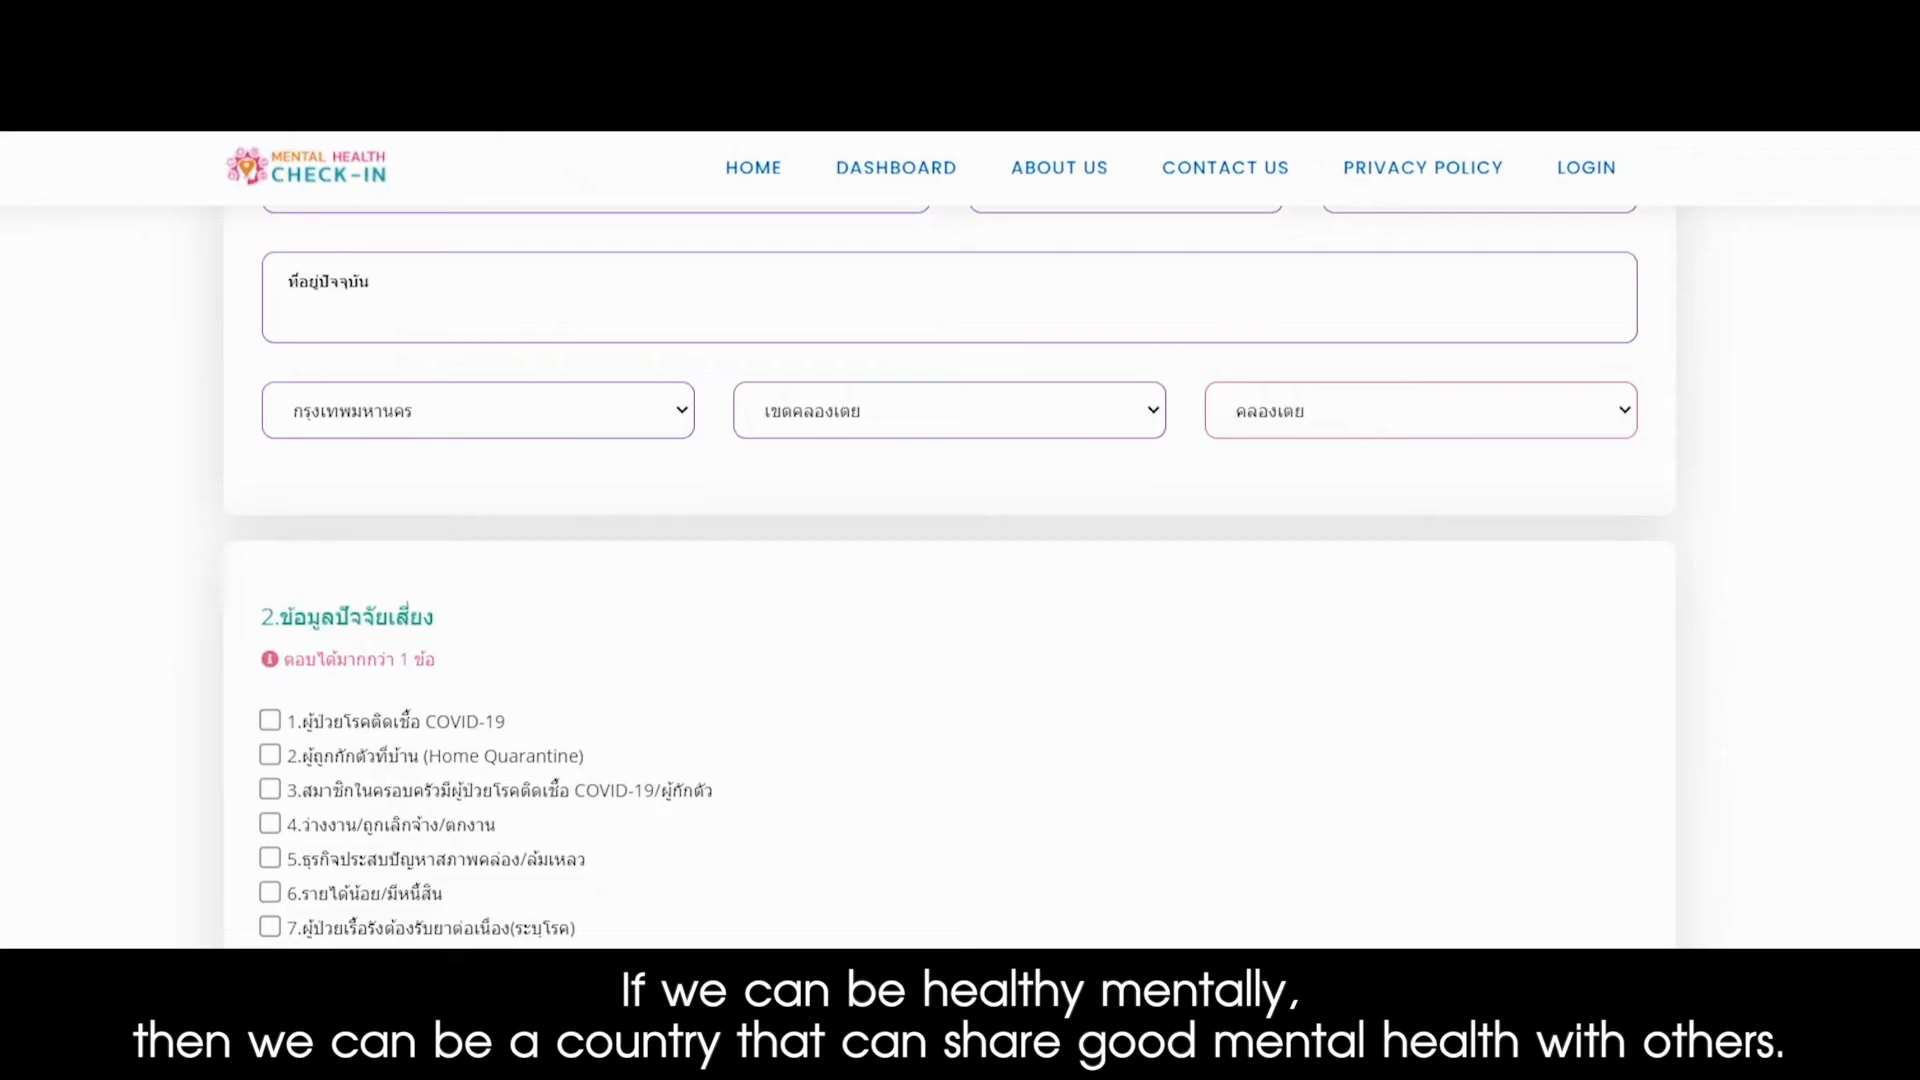 MENTAL HEALTH
CHECK-IN
HOME DASHBOARD ABOUT US CONTACT US PRIVACY POLICY LOGIN
ที่อยู่ปัจจุบัน
กรุงเทพมหานคร เขตคลองเตย คลองเตย
2.ข้อมูลปัจจัยเสี่ยง
ตอบได้มากกว่า 1 ข้อ
1.ผู้ป่วยโรคติดเชื้อ COVID-19
2.ผู้ถูกกักตัวที่บ้าน (Home Quarantine)
3.สมาชิกในครอบครัวมีผู้ป่วยโรคติดเชื้อ COVID-19/ผู้กักตัว
4.ว่างงาน/ถูกเลิกจ้าง/ตกงาน
5.ธุรกิจประสบปัญหาสภาพคล่อง/ล้มเหลว
6.รายได้น้อย/มีหนี้สิน
7.ผู้ป่วยเรื้อรังต้องรับยาต่อเนื่อง(ระบุโรค)
If we can be healthy mentally,
then we can be a country that can share good mental health with others.